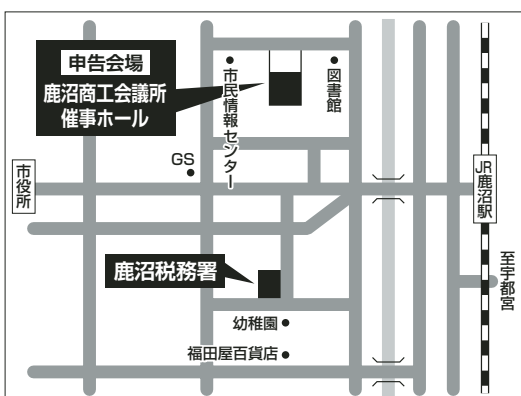 申告会場
鹿沼商工会議所
催事ホール
市民情報センター
図書館
GS
市役所
JR鹿沼駅
至宇都宮
鹿沼税務署
幼稚園
福田屋百貨店